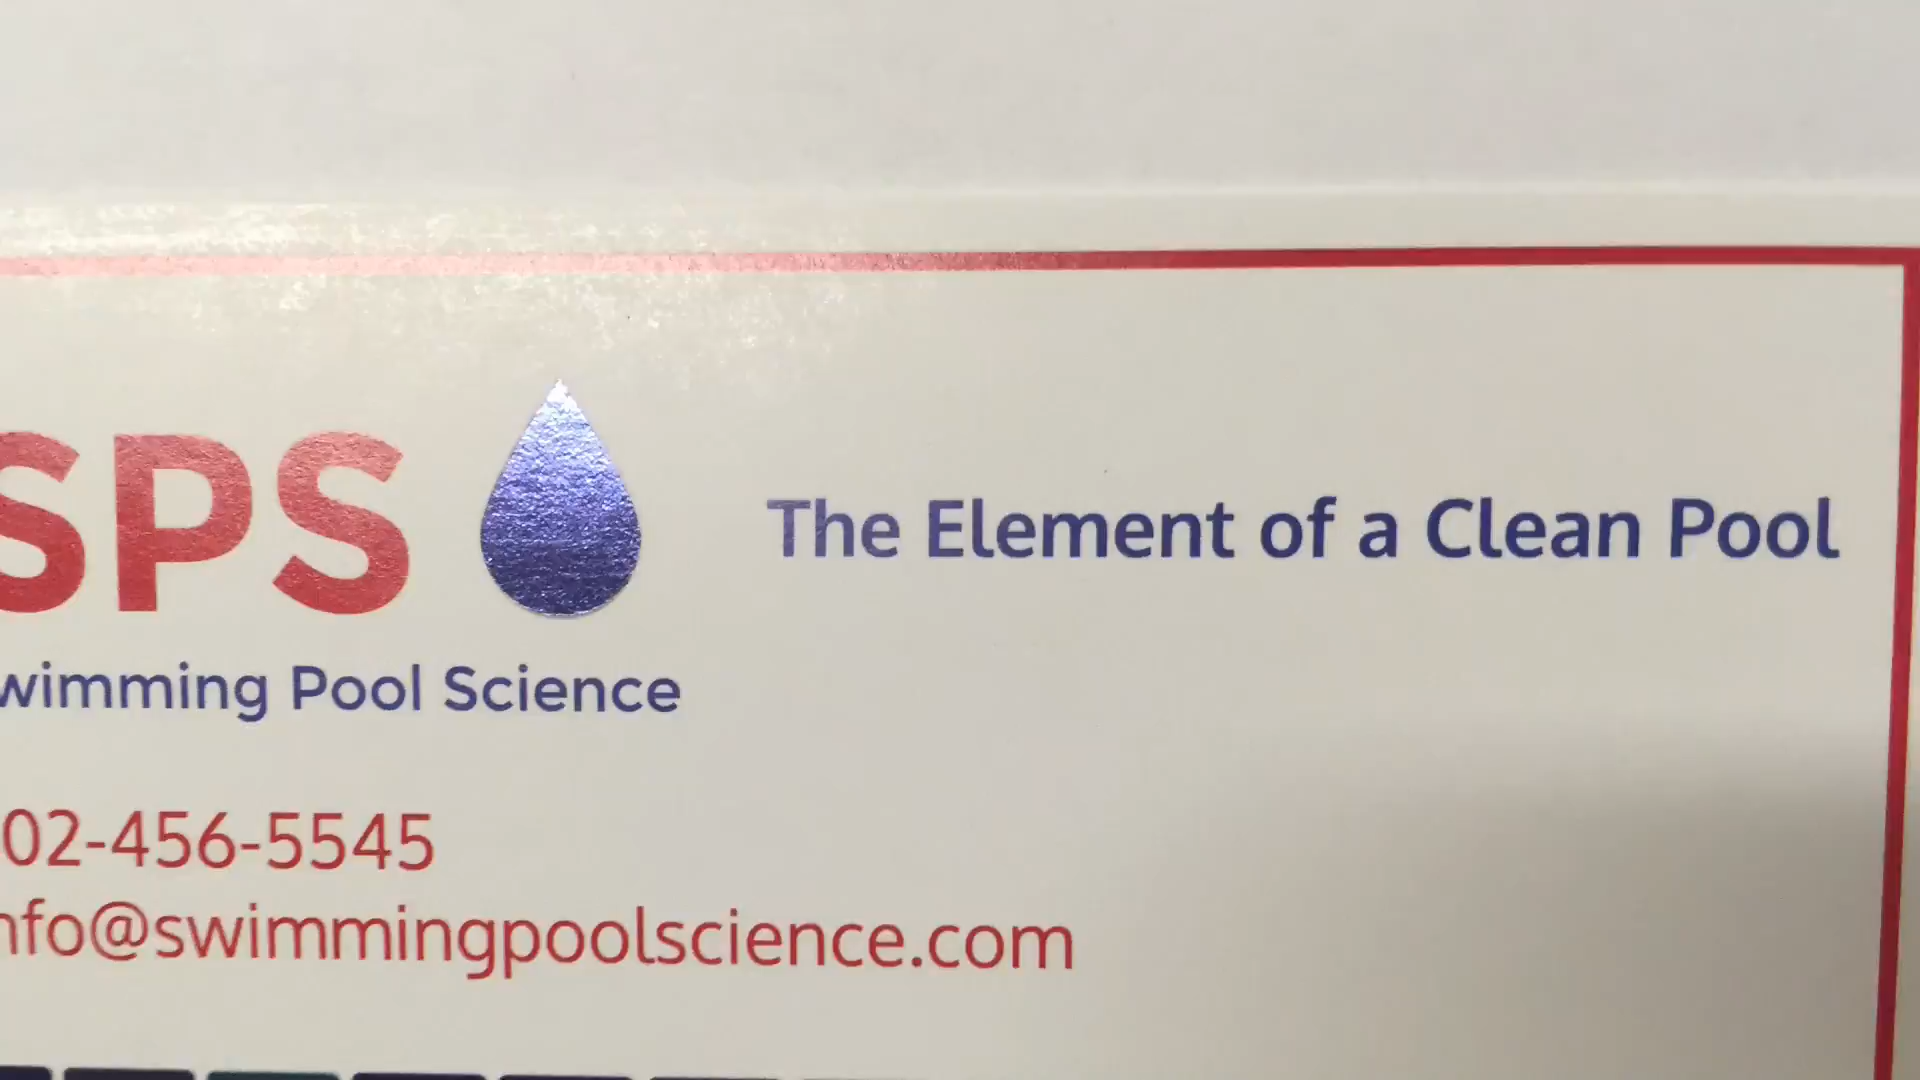 SPS
The Element of a Clean Pool
wimming Pool Science
02-456-5545
nfo@swimmingpoolscience.com